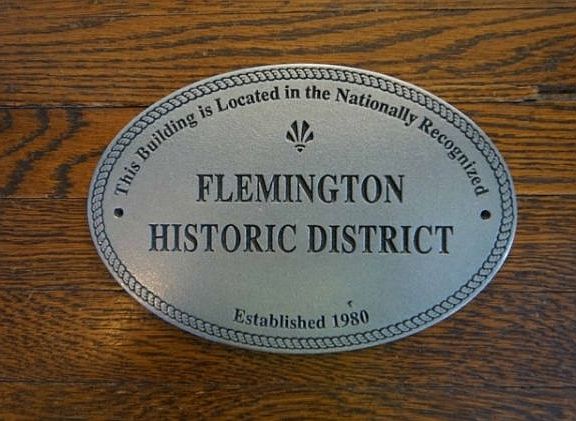 This Building is Located in the Nationally Recognized
FLEMINGTON
HISTORIC DISTRICT
Established 1980